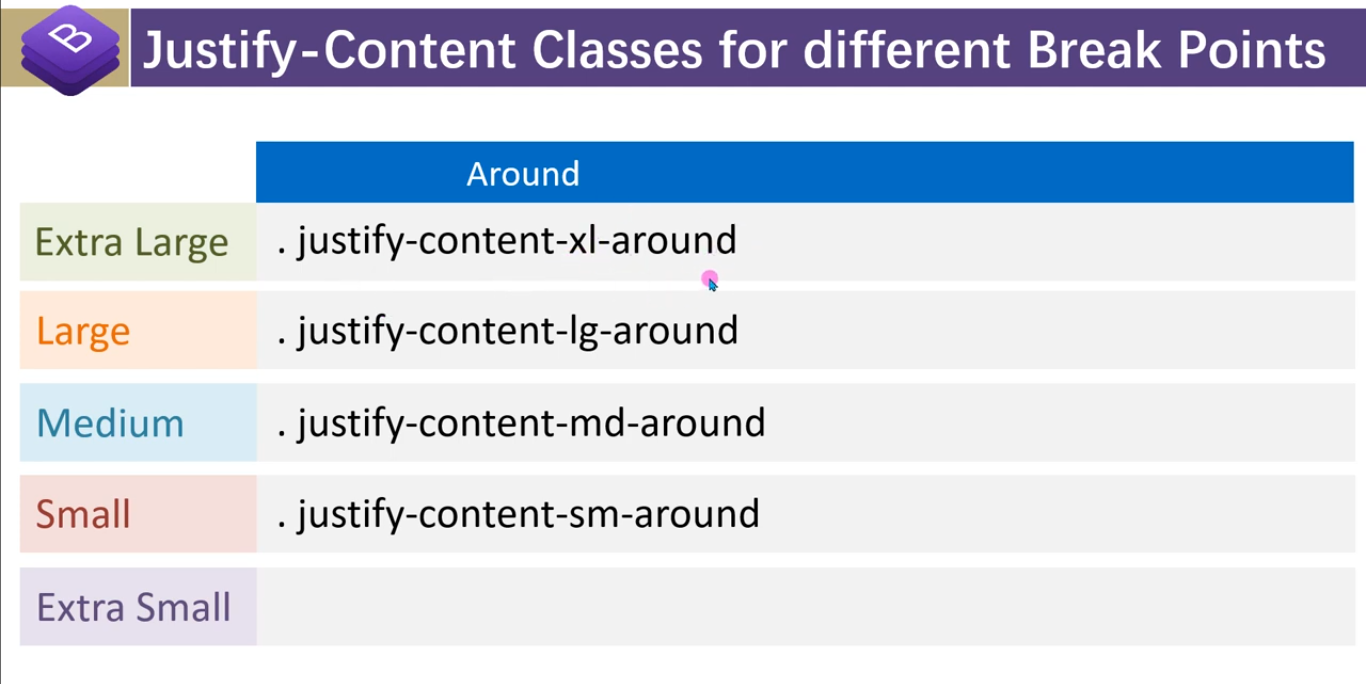 B
Justify-Content Classes for different Break Points
Around
Extra Large . justify-content-xl-around
Large . justify-content-lg-around
Medium . justify-content-md-around
Small . justify-content-sm-around
Extra Small